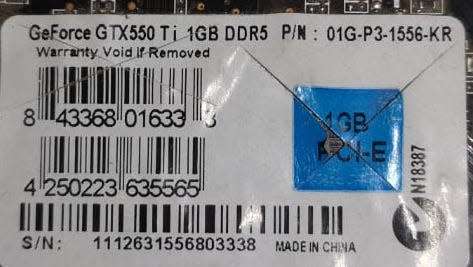 GeForce GTX550 Ti 1GB DDR5 P/N : 01G-P3-1556-KR
Warranty Void if Removed
8 43368 01633 3
1GB
PCI-E
4 250223 635565
N18387
S/N: 1112631556803338 MADE IN CHINA